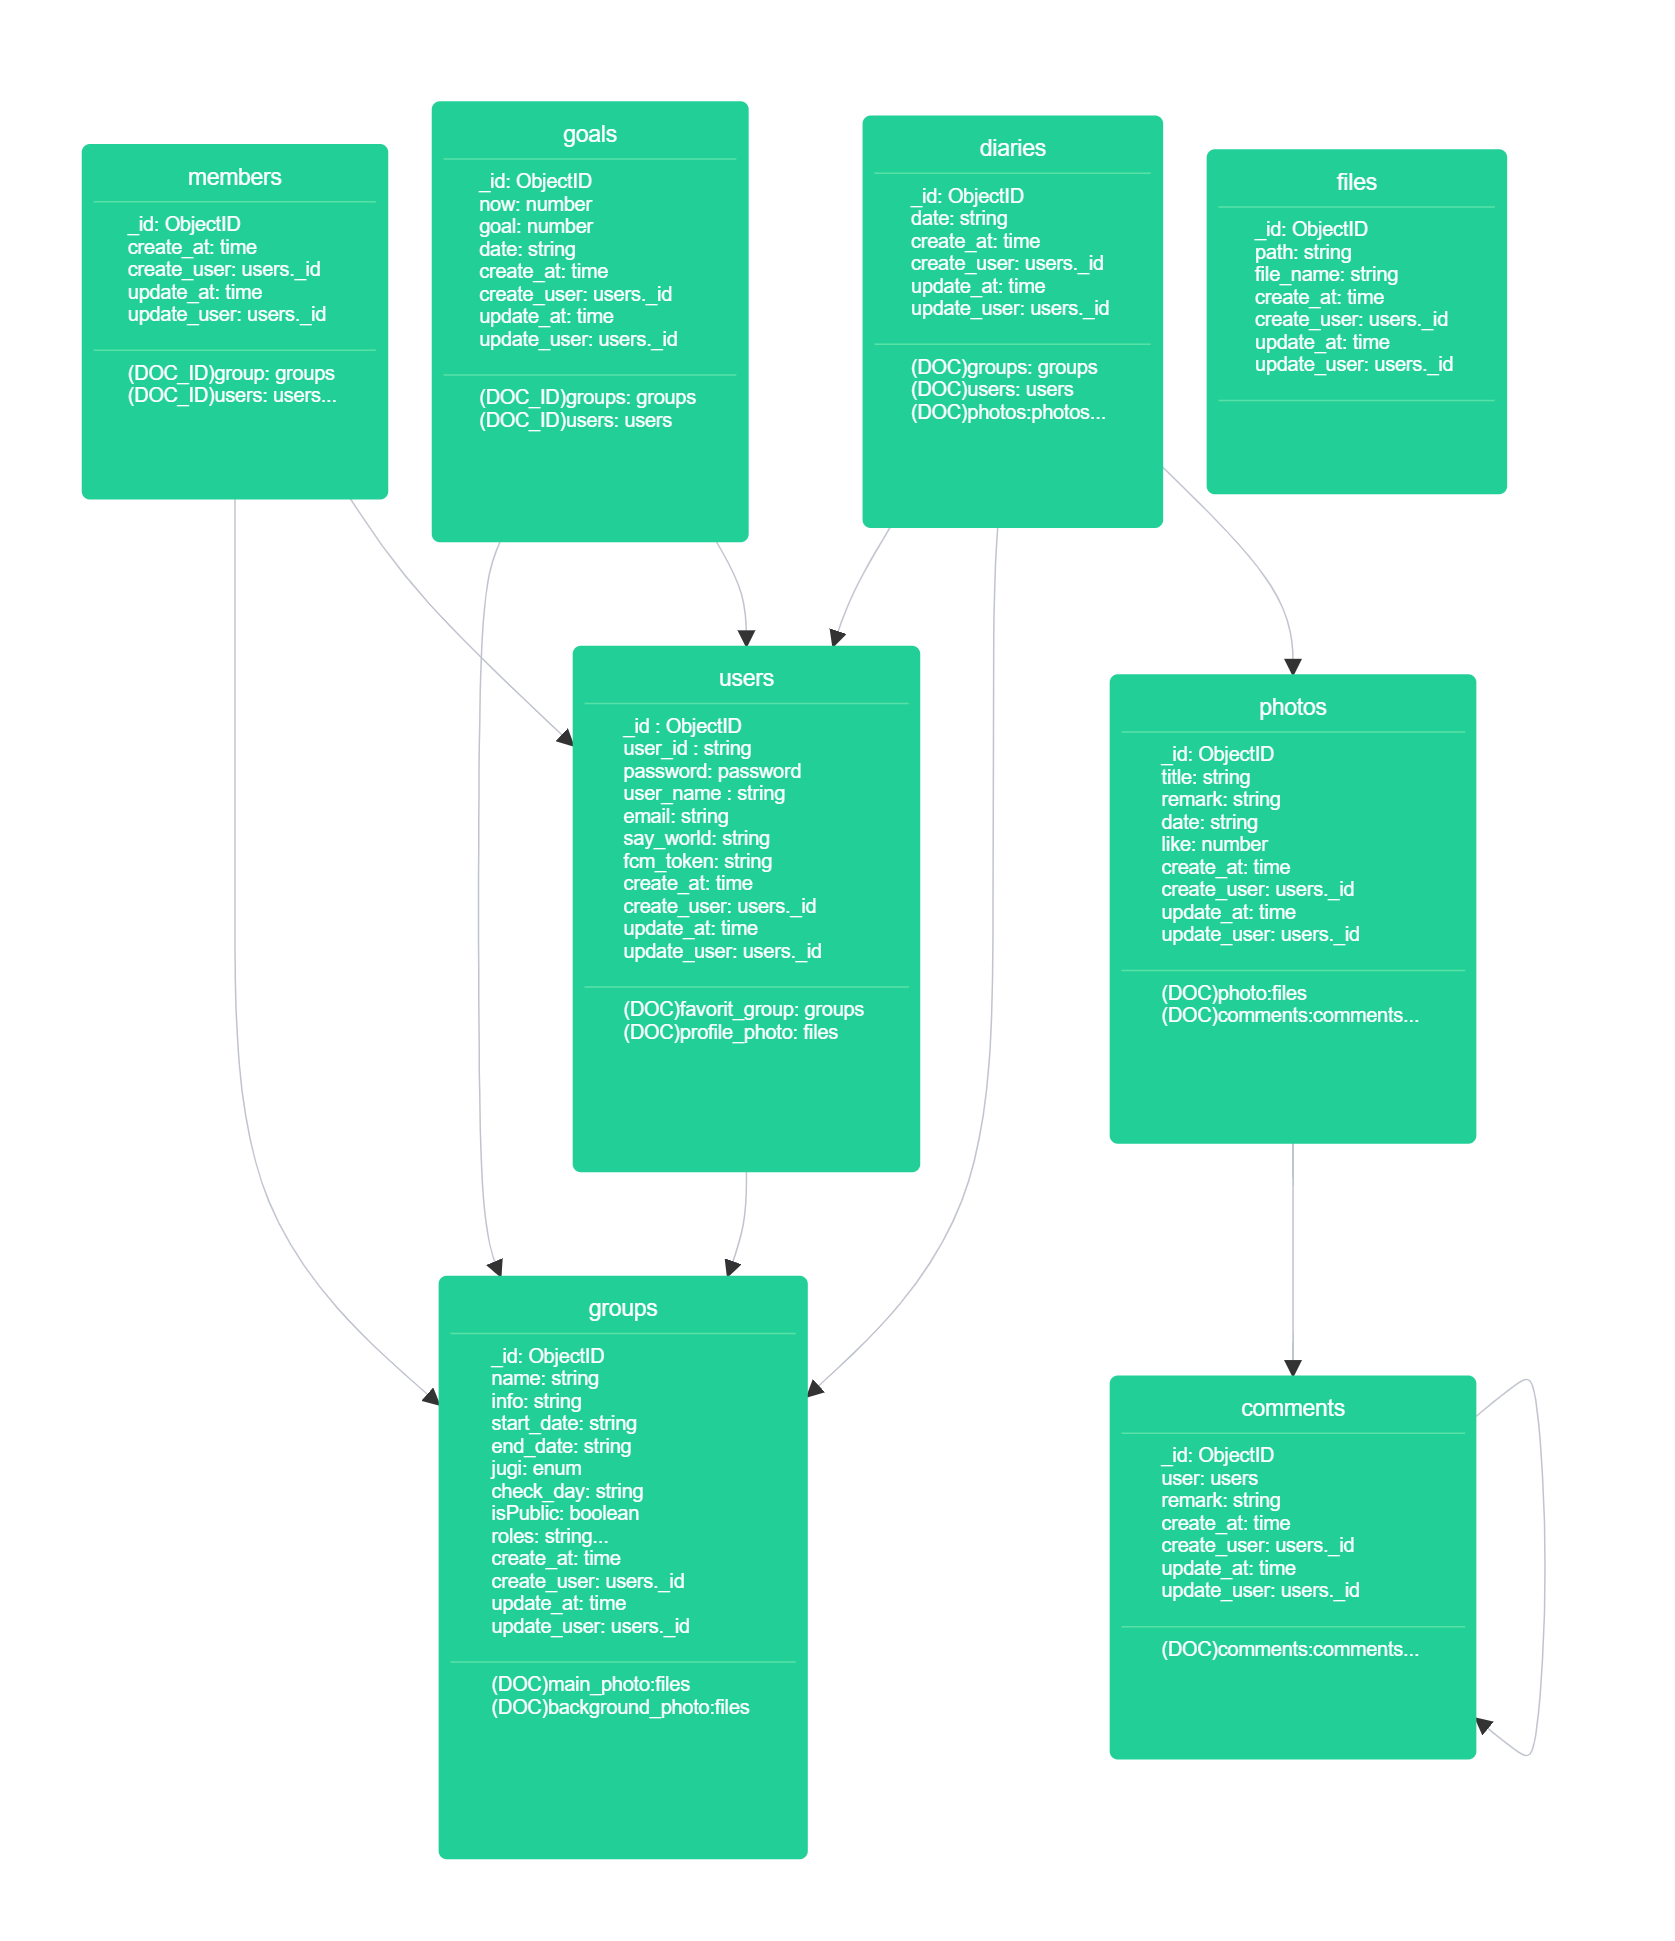 members
_id: ObjectID
create_at: time
create_user: users._id
update_at: time
update_user: users._id
(DOC_ID)group: groups
(DOC_ID)users: users...
goals
_id: ObjectID
now: number
goal: number
date: string
create_at: time
create_user: users._id
update_at: time
update_user: users._id
(DOC_ID)groups: groups
(DOC_ID)users: users
diaries
_id: ObjectID
date: string
create_at: time
create_user: users._id
update_at: time
update_user: users._id
(DOC)groups: groups
(DOC)users: users
(DOC)photos:photos...
files
_id: ObjectID
path: string
file_name: string
create_at: time
create_user: users._id
update_at: time
update_user: users._id
users
_id : ObjectID
user_id : string
password: password
user_name : string
email: string
say_world: string
fcm_token: string
create_at: time
create_user: users._id
update_at: time
update_user: users._id
(DOC)favorit_group: groups
(DOC)profile_photo: files
photos
_id: ObjectID
title: string
remark: string
date: string
like: number
create_at: time
create_user: users._id
update_at: time
update_user: users._id
(DOC)photo:files
(DOC)comments:comments...
groups
_id: ObjectID
name: string
info: string
start_date: string
end_date: string
jugi: enum
check_day: string
isPublic: boolean
roles: string...
create_at: time
create_user: users._id
update_at: time
update_user: users._id
(DOC)main_photo:files
(DOC)background_photo:files
comments
_id: ObjectID
user: users
remark: string
create_at: time
create_user: users._id
update_at: time
update_user: users._id
(DOC)comments:comments...